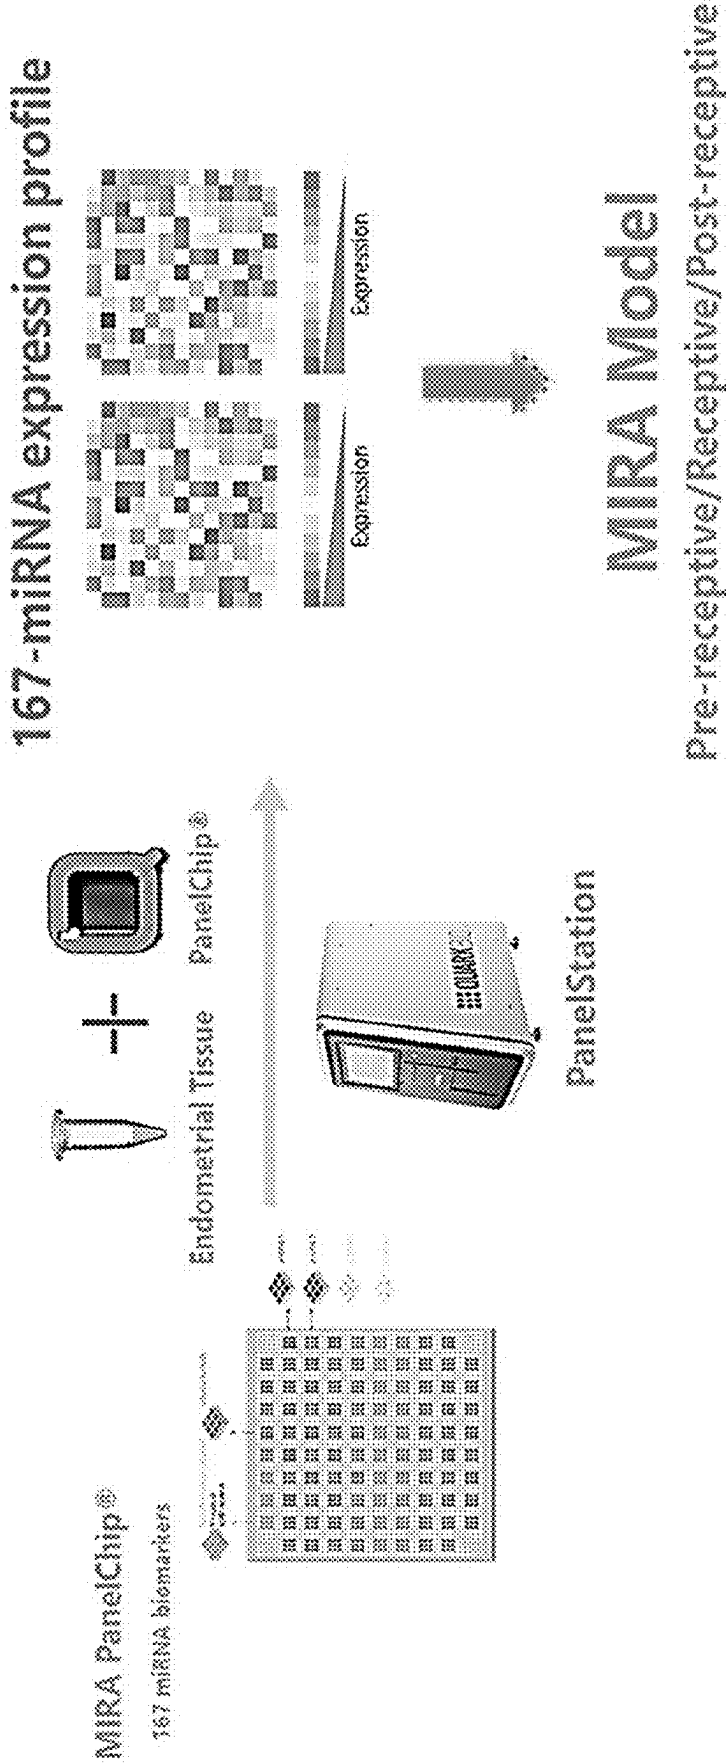 MIRA PanelChip®
167 miRNA biomarkers
Endometrial Tissue
PanelChip®
QUARK
PanelStation
167-miRNA expression profile
Expression
Expression
MIRA Model
Pre-receptive/Receptive/Post-receptive